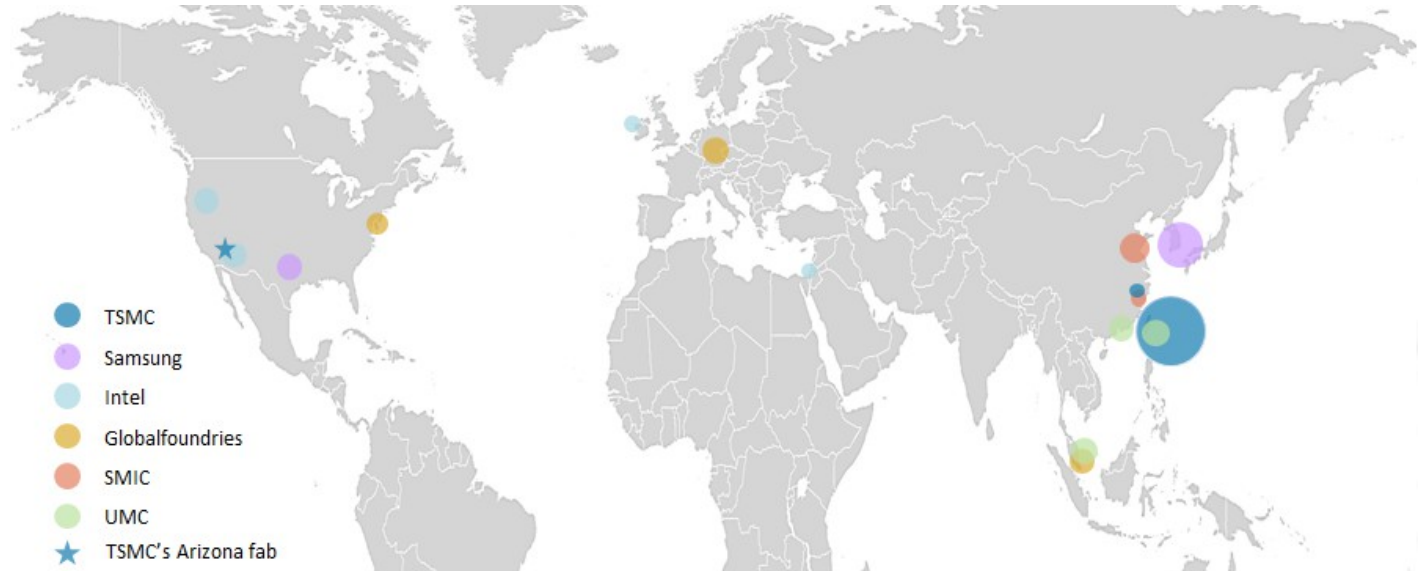 TSMC
Samsung
Intel
Globalfoundries
SMIC
UMC
TSMC's Arizona fab